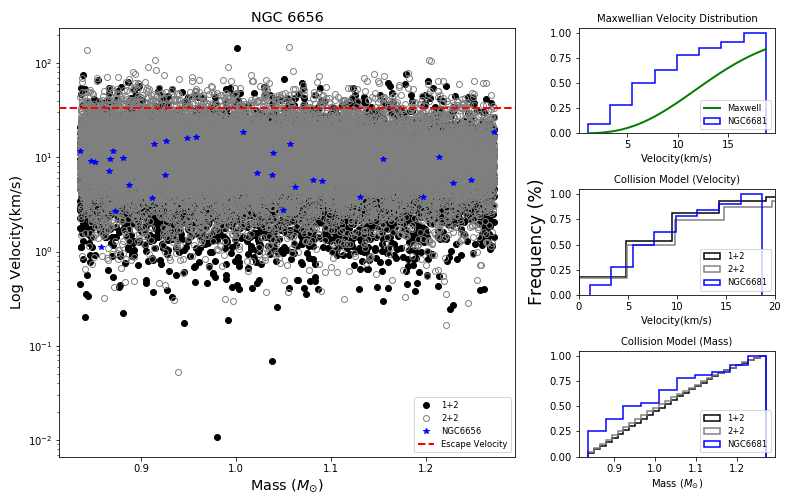 NGC 6656
Log Velocity(km/s)
10²
10¹
10⁰
10⁻¹
10⁻²
0.9 1.0 1.1 1.2
Mass (M⊙)
1+2
2+2
NGC6656
Escape Velocity
Frequency (%)
Maxwellian Velocity Distribution
1.00
0.75
0.50
0.25
0.00
5 10 15
Velocity(km/s)
Maxwell
NGC6681
Collision Model (Velocity)
1.00
0.75
0.50
0.25
0.00
0 5 10 15 20
Velocity(km/s)
1+2
2+2
NGC6681
Collision Model (Mass)
1.00
0.75
0.50
0.25
0.00
0.9 1.0 1.1 1.2
Mass (M⊙)
1+2
2+2
NGC6681